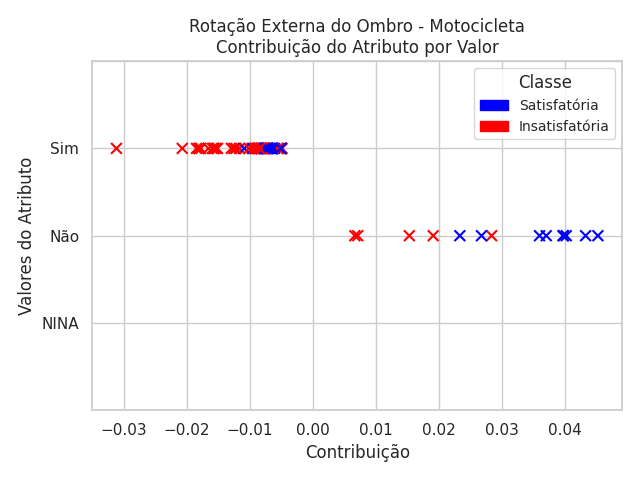 Rotação Externa do Ombro - Motocicleta
Contribuição do Atributo por Valor
Classe
Satisfatória
Insatisfatória
Valores do Atributo
Sim
Não
NINA
−0.03 −0.02 −0.01 0.00 0.01 0.02 0.03 0.04
Contribuição